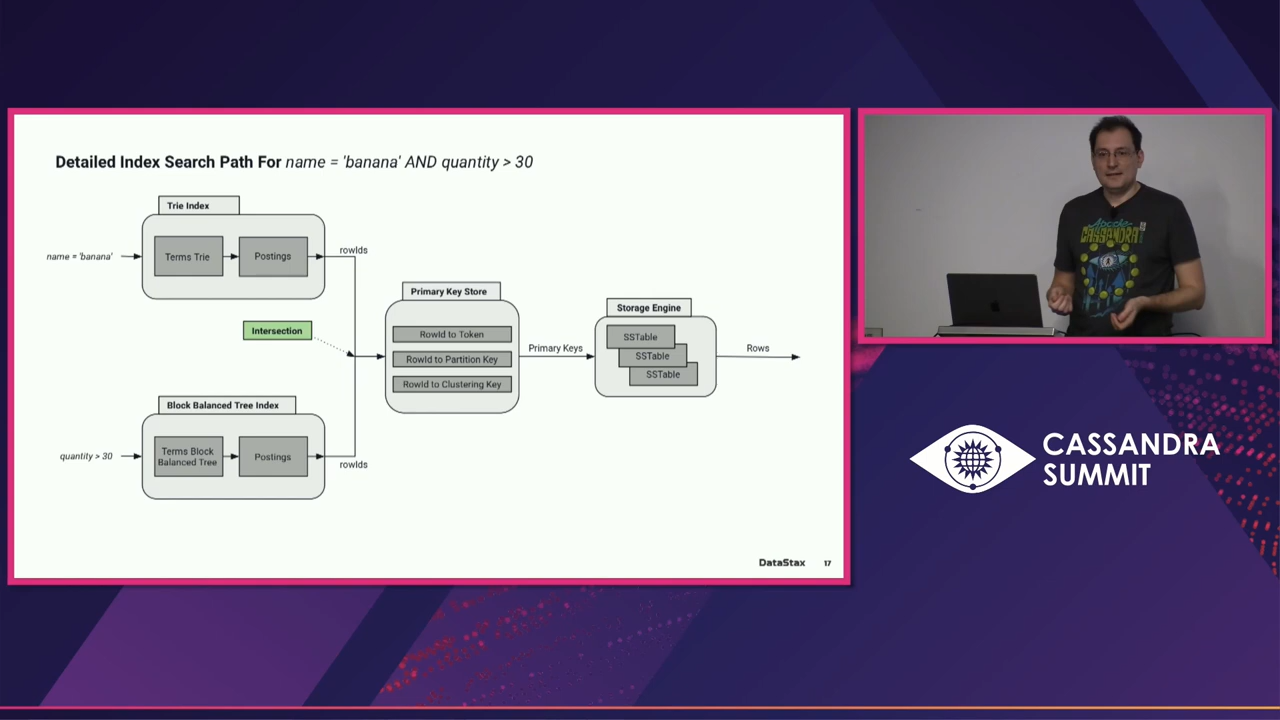 Detailed Index Search Path For name = 'banana' AND quantity > 30
Trie Index
name = 'banana'
Terms Trie
Postings
rowIds
Intersection
Primary Key Store
RowId to Token
RowId to Partition Key
RowId to Clustering Key
Primary Keys
Storage Engine
SSTable
SSTable
SSTable
Rows
Block Balanced Tree Index
quantity > 30
Terms Block
Balanced Tree
Postings
rowIds
DataStax
17
CASSANDRA
CASSANDRA
SUMMIT